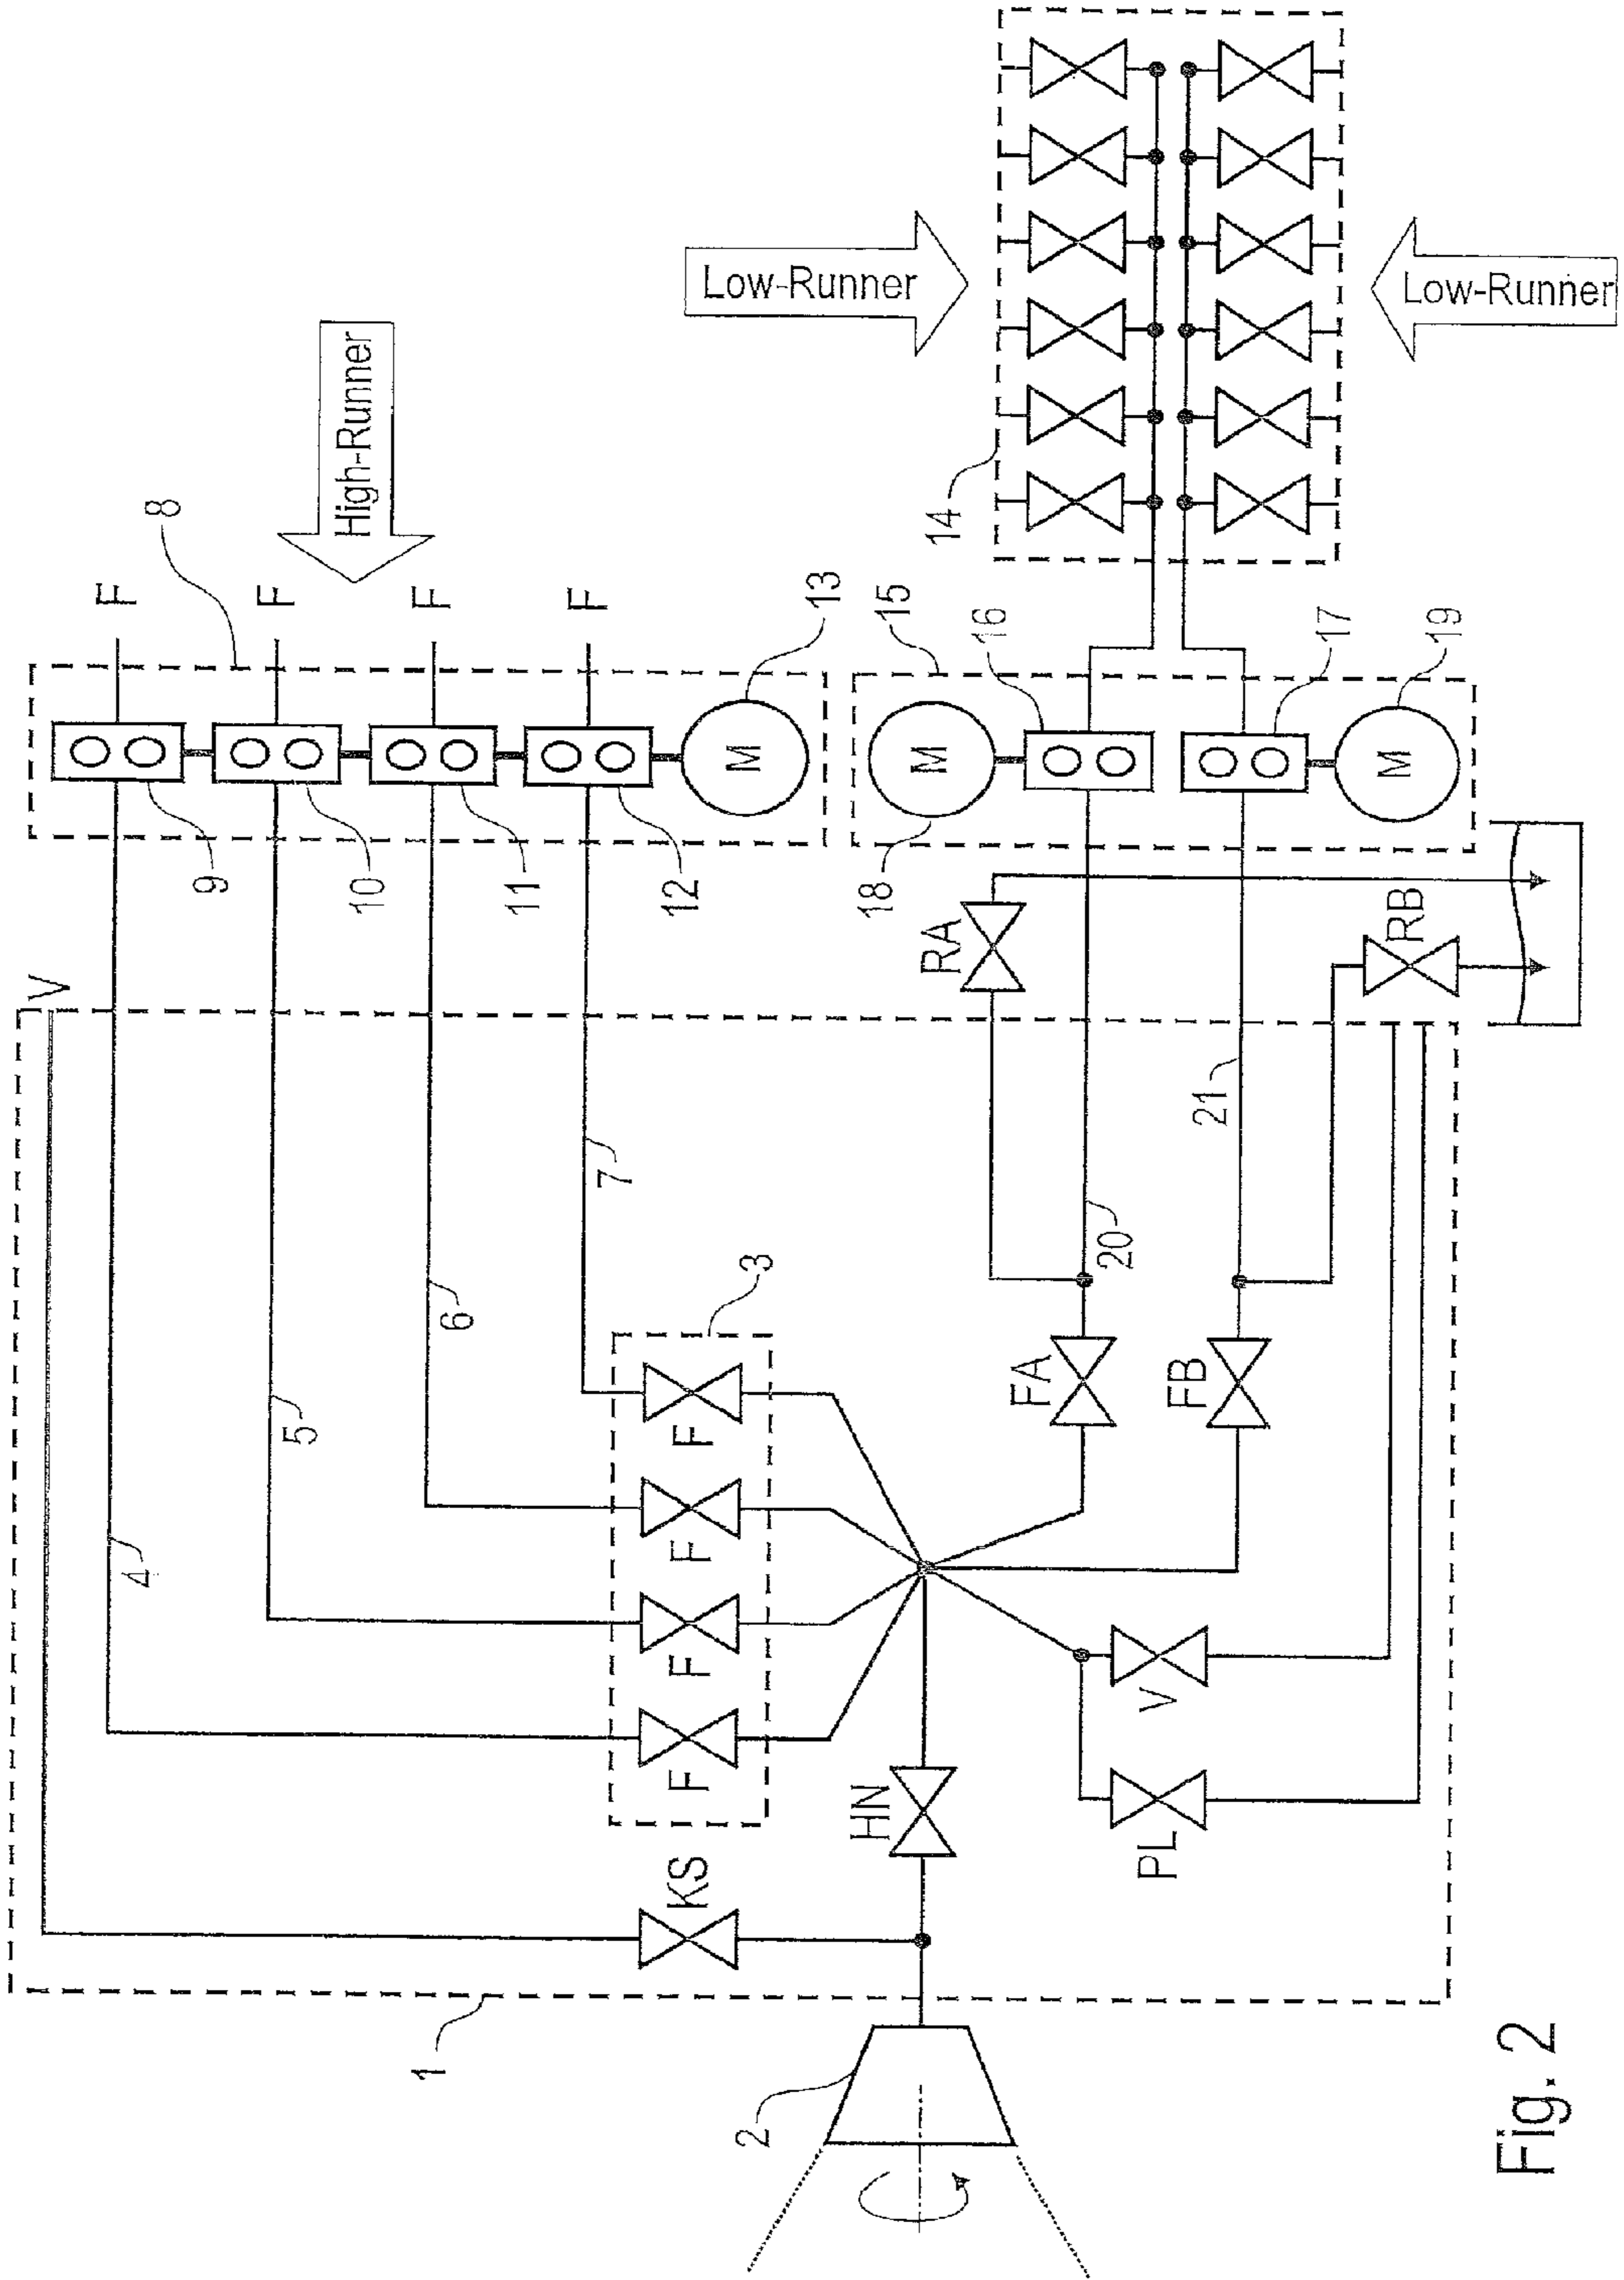 High-Runner
8
F
F
F
F
13
M
9
10
11
12
V
4
5
6
7
3
F
F
F
F
KS
HN
1
2
Low-Runner
Low-Runner
14
15
16
17
18
19
M
M
RA
RB
20
21
FA
FB
V
PL
Fig. 2